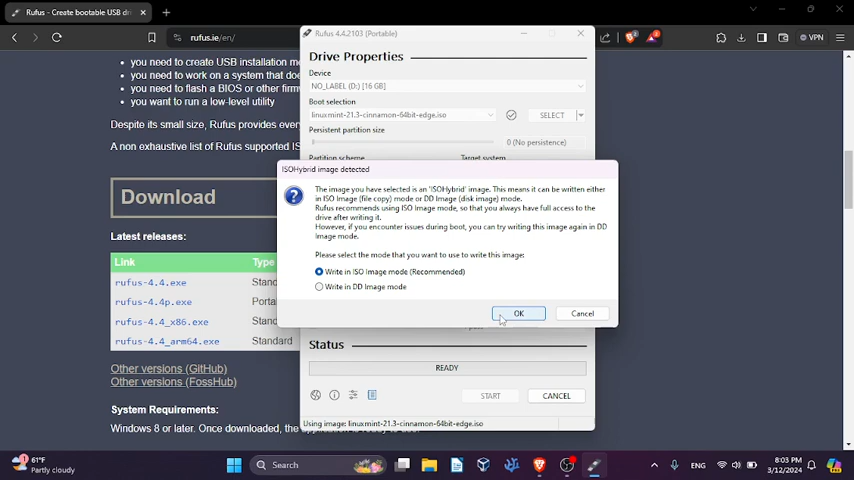 Rufus - Create bootable USB dri
rufus.ie/en/
VPN
you need to create USB installation m
you need to work on a system that doe
you need to flash a BIOS or other firm
you want to run a low-level utility
Despite its small size, Rufus provides every
A non exhaustive list of Rufus supported IS
Download
Latest releases:
Link Type
rufus-4.4.exe Stand
rufus-4.4p.exe Porta
rufus-4.4_x86.exe Stand
rufus-4.4_arm64.exe Standard
Other versions (GitHub)
Other versions (FossHub)
System Requirements:
Windows 8 or later. Once downloaded, the
Rufus 4.4.2103 (Portable)
Drive Properties
Device
NO_LABEL (D:) [16 GB]
Boot selection
linuxmint-21.3-cinnamon-64bit-edge.iso SELECT
Persistent partition size
0 (No persistence)
Partition scheme Target system
ISOHybrid image detected
The image you have selected is an 'ISOHybrid' image. This means it can be written either
in ISO Image (file copy) mode or DD Image (disk image) mode.
Rufus recommends using ISO Image mode, so that you always have full access to the
drive after writing it.
However, if you encounter issues during boot, you can try writing this image again in DD
Image mode.
Please select the mode that you want to use to write this image:
Write in ISO Image mode (Recommended)
Write in DD Image mode
OK Cancel
Status
READY
START CANCEL
Using image: linuxmint-21.3-cinnamon-64bit-edge.iso
61°F
Partly cloudy
Search
ENG
8:03 PM
3/12/2024